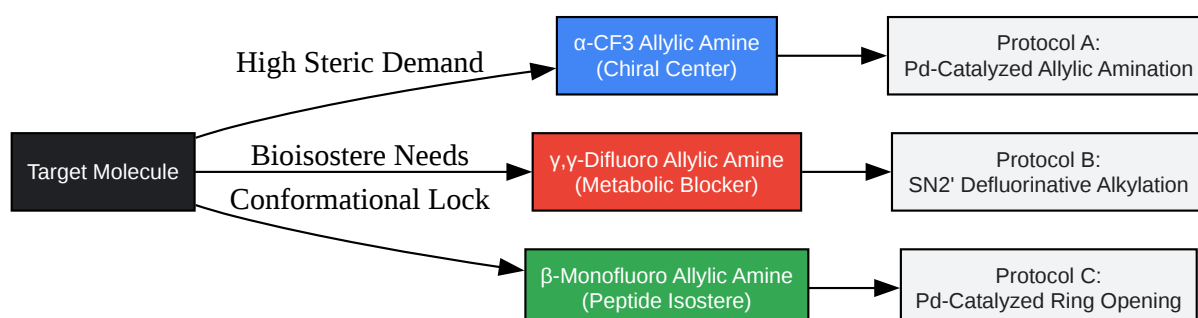 High Steric Demand
α-CF3 Allylic Amine
(Chiral Center)
Protocol A:
Pd-Catalyzed Allylic Amination
Target Molecule
Bioisostere Needs
γ,γ-Difluoro Allylic Amine
(Metabolic Blocker)
Protocol B:
SN2' Defluorinative Alkylation
Conformational Lock
β-Monofluoro Allylic Amine
(Peptide Isostere)
Protocol C:
Pd-Catalyzed Ring Opening